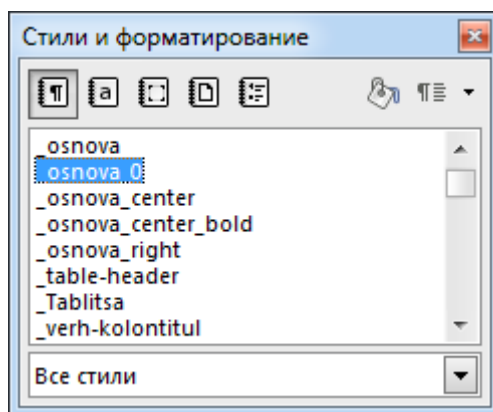 Стили и форматирование
_osnova
_osnova_0
_osnova_center
_osnova_center_bold
_osnova_right
_table-header
_Tablitsa
_verh-kolontitul
Все стили